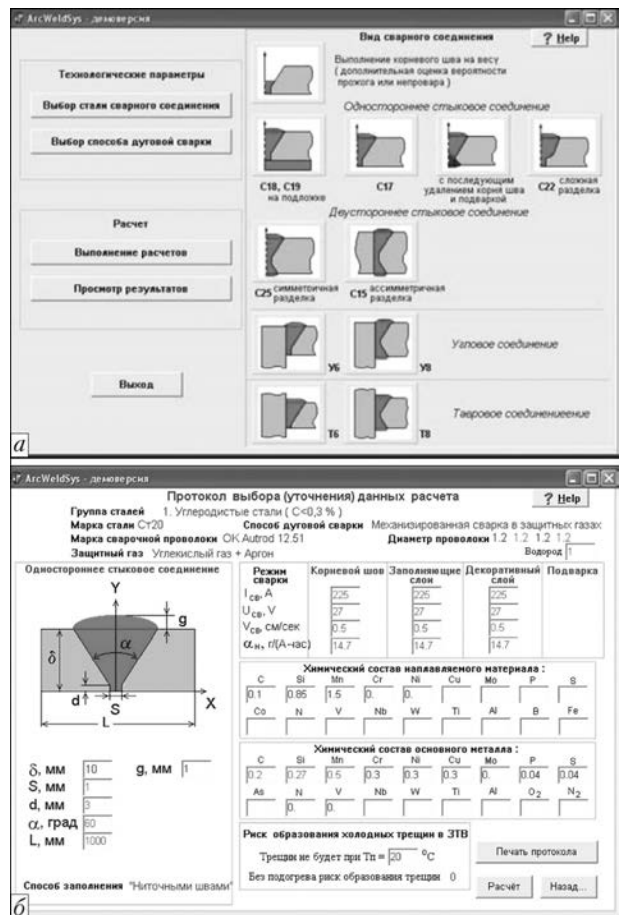 ArcWeldSys - демоверсия
Вид сварного соединения
? Help
Выполнение корневого шва на весу
( дополнительная оценка вероятности
прожога или непровара )
Технологические параметры
Выбор стали сварного соединения
Выбор способа дуговой сварки
Одностороннее стыковое соединение
С18, С19
на подложке
С17
с последующим
удалением корня шва
и подваркой
С22 сложная
разделка
Двустороннее стыковое соединение
Расчет
Выполнение расчетов
Просмотр результатов
С25 симметричная
разделка
С15 ассимметричная
разделка
У6
У8
Угловое соединение
Выход
Т6
Т8
Тавровое соединениеение
а
ArcWeldSys - демоверсия
Протокол выбора (уточнения) данных расчета
? Help
Группа сталей 1. Углеродистые стали ( С<0,3 % )
Марка стали Ст20 Способ дуговой сварки Механизированная сварка в защитных газах
Марка сварочной проволоки OK Autrod 12.51 Диаметр проволоки 1.2 1.2 1.2 1.2
Защитный газ Углекислый газ + Аргон Водород 1
Одностороннее стыковое соединение
Y
g
α
δ
d
S
X
L
δ, мм 10 g, мм 1
S, мм 1
d, мм 3
α, град 60
L, мм 1000
Способ заполнения "Ниточными швами"
Режим сварки Корневой шов Заполняющие слои Декоративный слой Подварка
Iсв, А 225 225 225
Uсв, V 27 27 27
Vсв, см/сек 0.5 0.5 0.5
αн, г/(А-час) 14.7 14.7 14.7
Химический состав наплавляемого материала :
C Si Mn Cr Ni Cu Mo P S
0.1 0.85 1.5 0. 0.
Co N V Nb W Ti Al B Fe
Химический состав основного металла :
C Si Mn Cr Ni Cu Mo P S
0.2 0.27 0.5 0.3 0.3 0.3 0. 0.04 0.04
As N V Nb W Ti Al O2 N2
0. 0.
Риск образования холодных трещин в ЗТВ
Трещин не будет при Тп = 20 °C
Без подогрева риск образования трещин 0
Печать протокола
Расчёт
Назад...
б